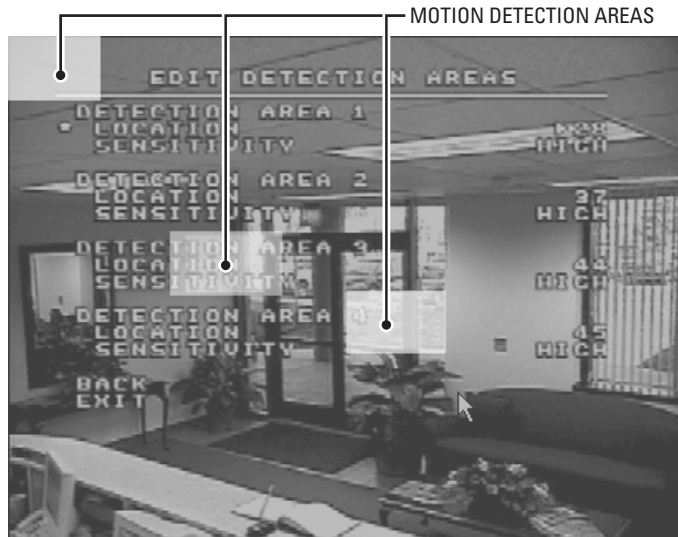 MOTION DETECTION AREAS
EDIT DETECTION AREAS
DETECTION AREA 1
* LOCATION
SENSITIVITY HIGH
DETECTION AREA 2
LOCATION 37
SENSITIVITY HIGH
DETECTION AREA 3
LOCATION 44
SENSITIVITY HIGH
DETECTION AREA 4
LOCATION 45
SENSITIVITY HIGH
BACK
EXIT